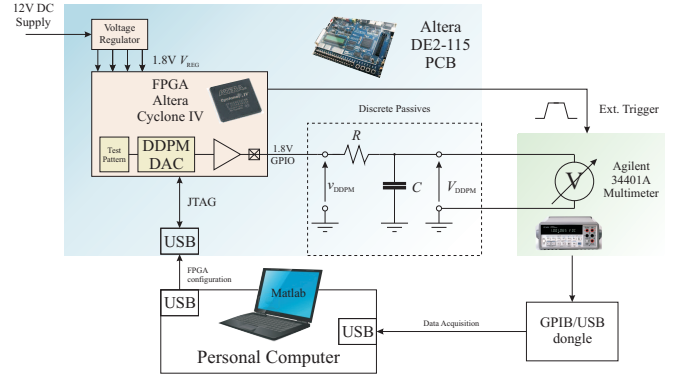 12V DC
Supply
Voltage
Regulator
1.8V V_REG
Altera
DE2-115
PCB
FPGA
Altera
Cyclone IV
Test
Pattern
DDPM
DAC
1.8V
GPIO
Discrete Passives
R
C
v_DDPM
V_DDPM
Ext. Trigger
V
Agilent
34401A
Multimeter
JTAG
USB
FPGA
configuration
USB
Matlab
USB
Personal Computer
Data Acquisition
GPIB/USB
dongle